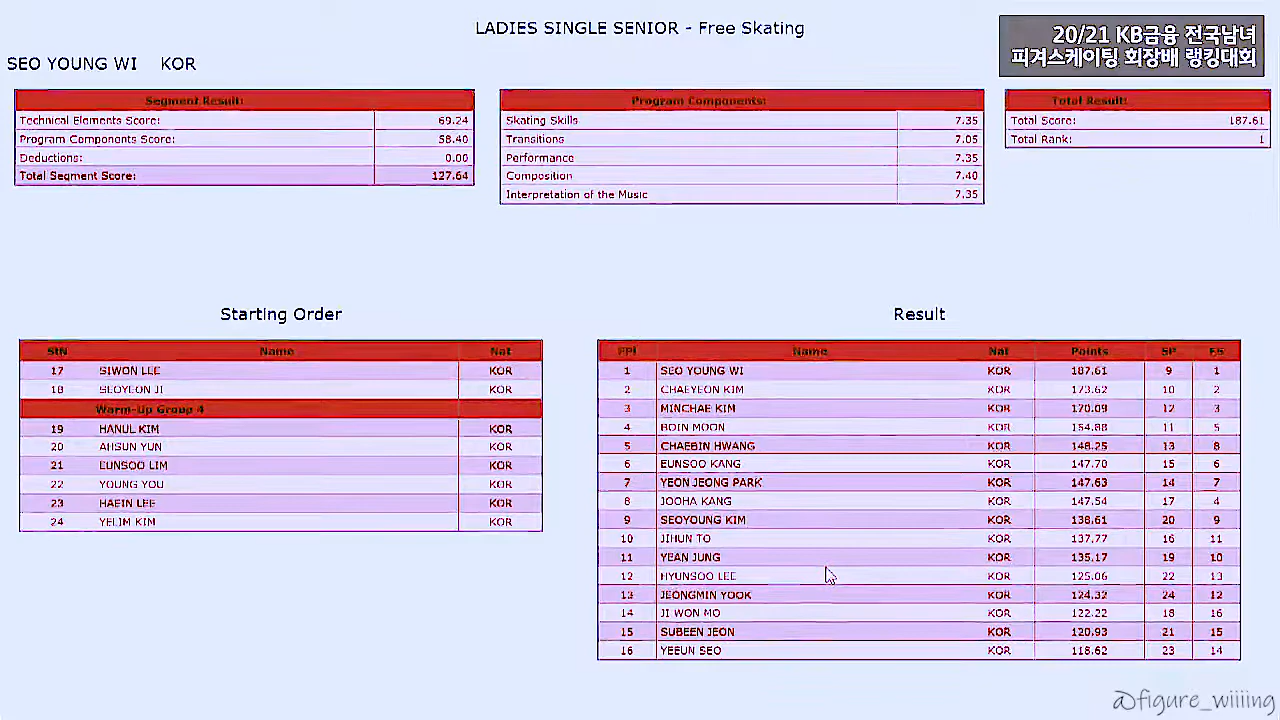 LADIES SINGLE SENIOR - Free Skating
20/21 KB금융 전국남녀
피겨스케이팅 회장배 랭킹대회
SEO YOUNG WI KOR
Segment Result:
Technical Elements Score: 69.24
Program Components Score: 58.40
Deductions: 0.00
Total Segment Score: 127.64
Program Components:
Skating Skills 7.35
Transitions 7.05
Performance 7.35
Composition 7.40
Interpretation of the Music 7.35
Total Result:
Total Score: 187.61
Total Rank: 1
Starting Order
StN Name Nat
17 SIWON LEE KOR
18 SEOYEON JI KOR
Warm-Up Group 4
19 HANUL KIM KOR
20 AHSUN YUN KOR
21 EUNSOO LIM KOR
22 YOUNG YOU KOR
23 HAEIN LEE KOR
24 YELIM KIM KOR
Result
FPl Name Nat Points SP FS
1 SEO YOUNG WI KOR 187.61 9 1
2 CHAEYEON KIM KOR 173.62 10 2
3 MINCHAE KIM KOR 170.09 12 3
4 BOIN MOON KOR 154.88 11 5
5 CHAEBIN HWANG KOR 148.25 13 8
6 EUNSOO KANG KOR 147.70 15 6
7 YEON JEONG PARK KOR 147.63 14 7
8 JOOHA KANG KOR 147.54 17 4
9 SEOYOUNG KIM KOR 138.61 20 9
10 JIHUN TO KOR 137.77 16 11
11 YEAN JUNG KOR 135.17 19 10
12 HYUNSOO LEE KOR 125.06 22 13
13 JEONGMIN YOOK KOR 124.32 24 12
14 JI WON MO KOR 122.22 18 16
15 SUBEEN JEON KOR 120.93 21 15
16 YEEUN SEO KOR 118.62 23 14
@figure_wiiiing